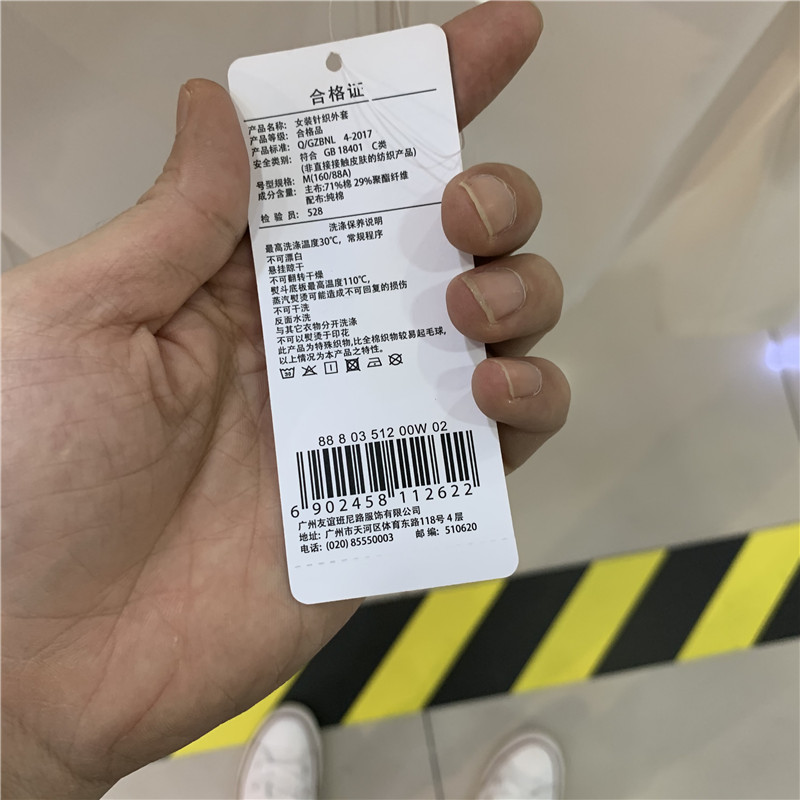 合格证
产品名称: 女装针织外套
产品等级: 合格品
产品标准: Q/GZBNL 4-2017
安全类别: 符合 GB 18401 C类
(非直接接触皮肤的纺织产品)
号型规格: M(160/88A)
成分含量: 主布:71%棉 29%聚酯纤维
配布:纯棉
检 验 员: 528
洗涤保养说明
最高洗涤温度30℃, 常规程序
不可漂白
悬挂晾干
不可翻转干燥
熨斗底板最高温度110℃,
蒸汽熨烫可能造成不可回复的损伤
不可干洗
反面水洗
与其它衣物分开洗涤
不可以熨烫于印花
此产品为特殊织物,比全棉织物较易起毛球,
以上情况为本产品之特性。
30
88 8 03 512 00W 02
6 902458 112622
广州友谊班尼路服饰有限公司
地址: 广州市天河区体育东路118号 4 层
电话: (020) 85550003 邮 编: 510620